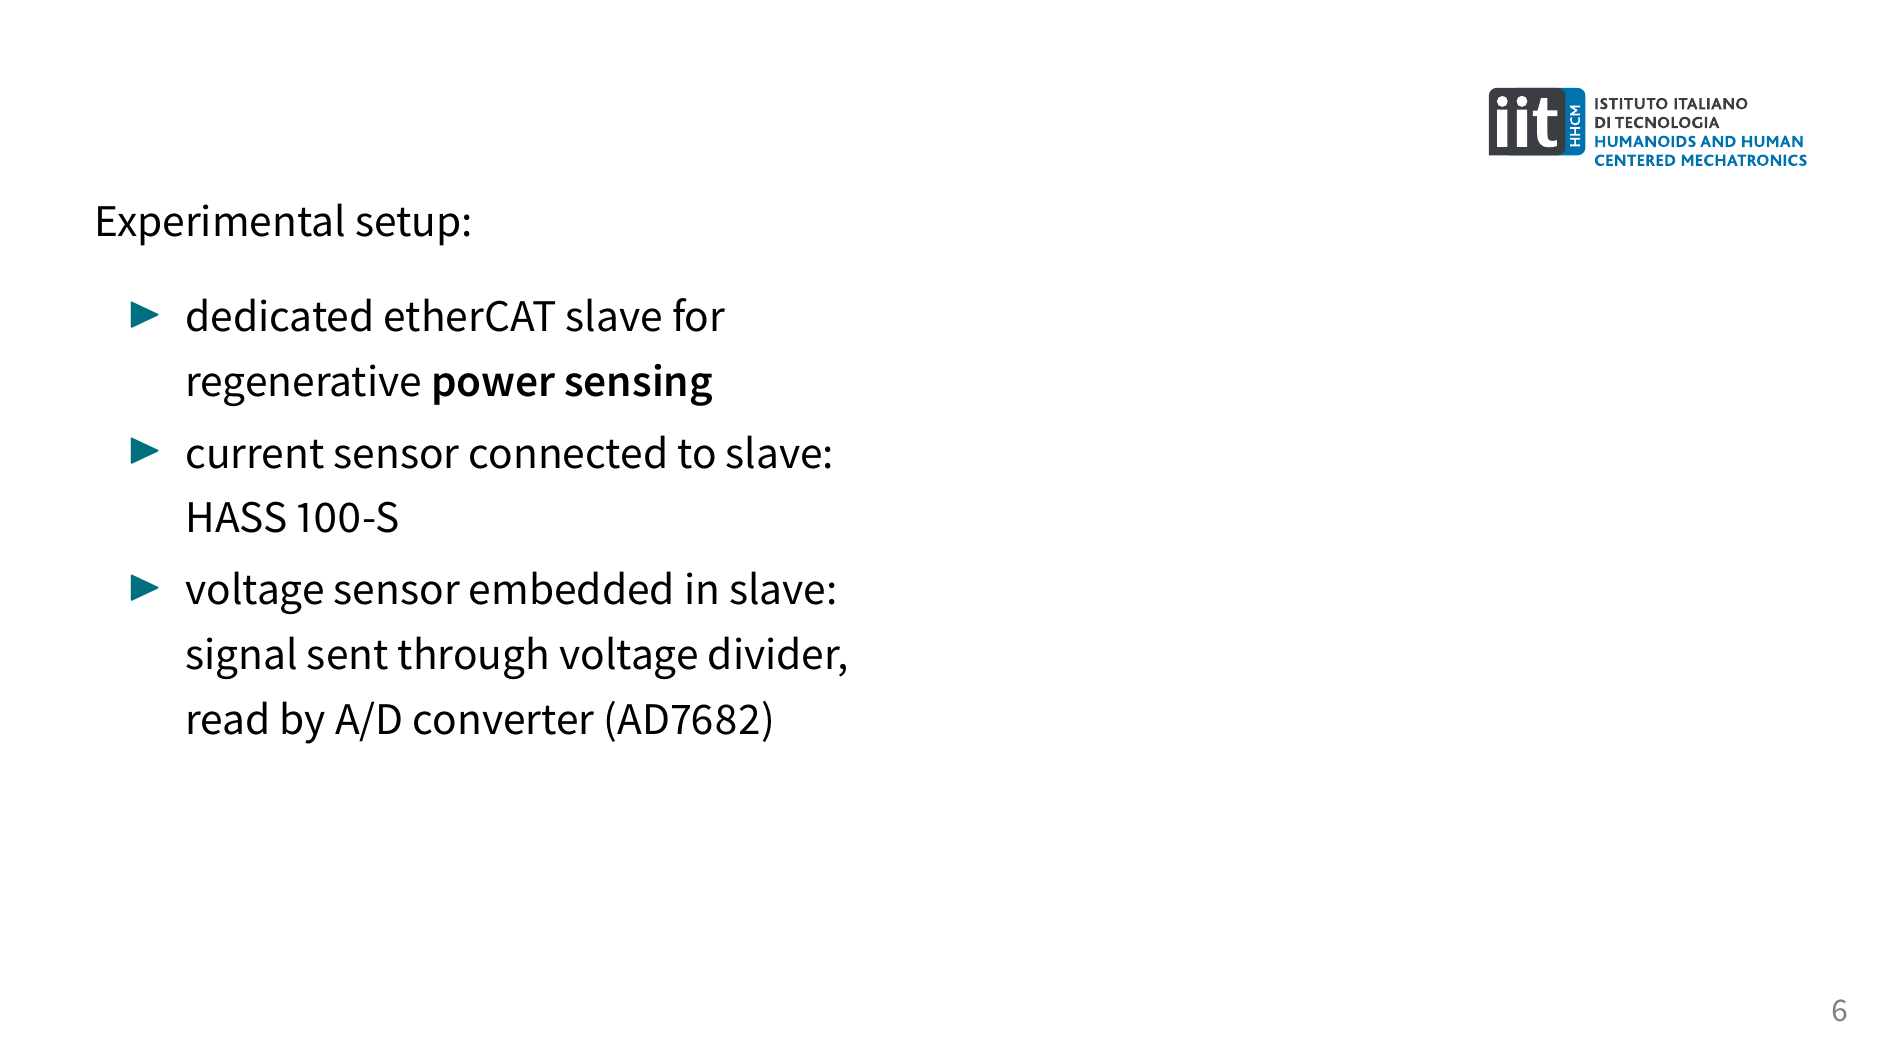 iit
HHCM
ISTITUTO ITALIANO
DI TECNOLOGIA
HUMANOIDS AND HUMAN
CENTERED MECHATRONICS
Experimental setup:
dedicated etherCAT slave for
regenerative power sensing
current sensor connected to slave:
HASS 100-S
voltage sensor embedded in slave:
signal sent through voltage divider,
read by A/D converter (AD7682)
6